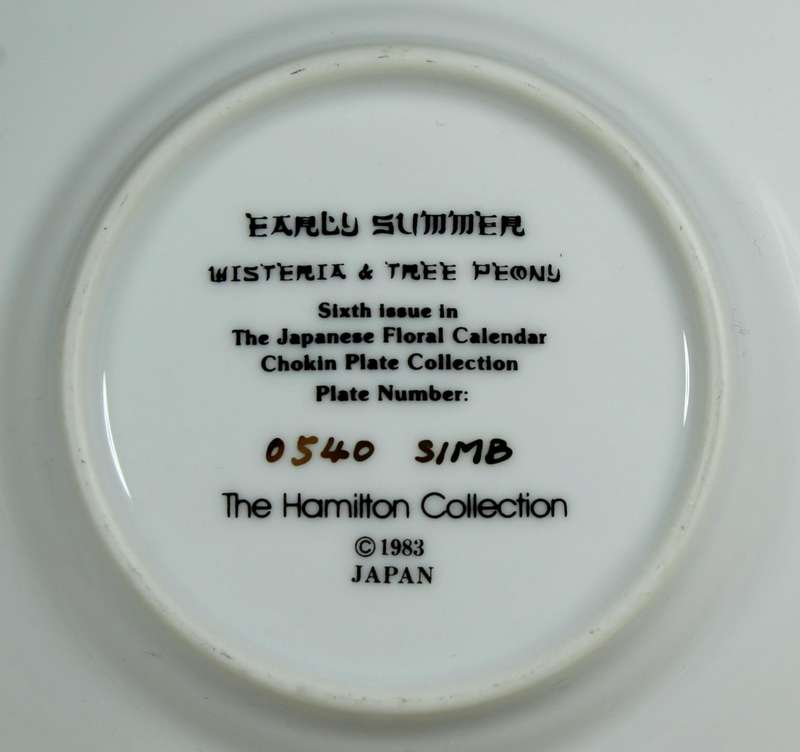 EARLY SUMMER
WISTERIA & TREE PEONY
Sixth issue in
The Japanese Floral Calendar
Chokin Plate Collection
Plate Number:
0540 SIMB
The Hamilton Collection
©1983
JAPAN